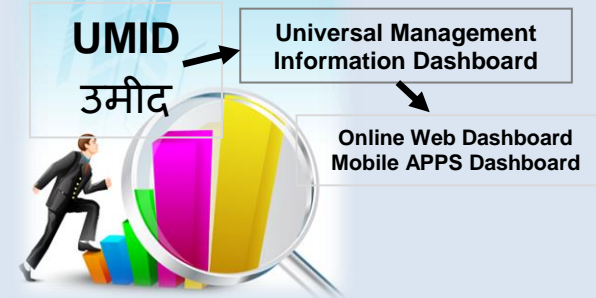 UMID
उमीद
Universal Management
Information Dashboard
Online Web Dashboard
Mobile APPS Dashboard